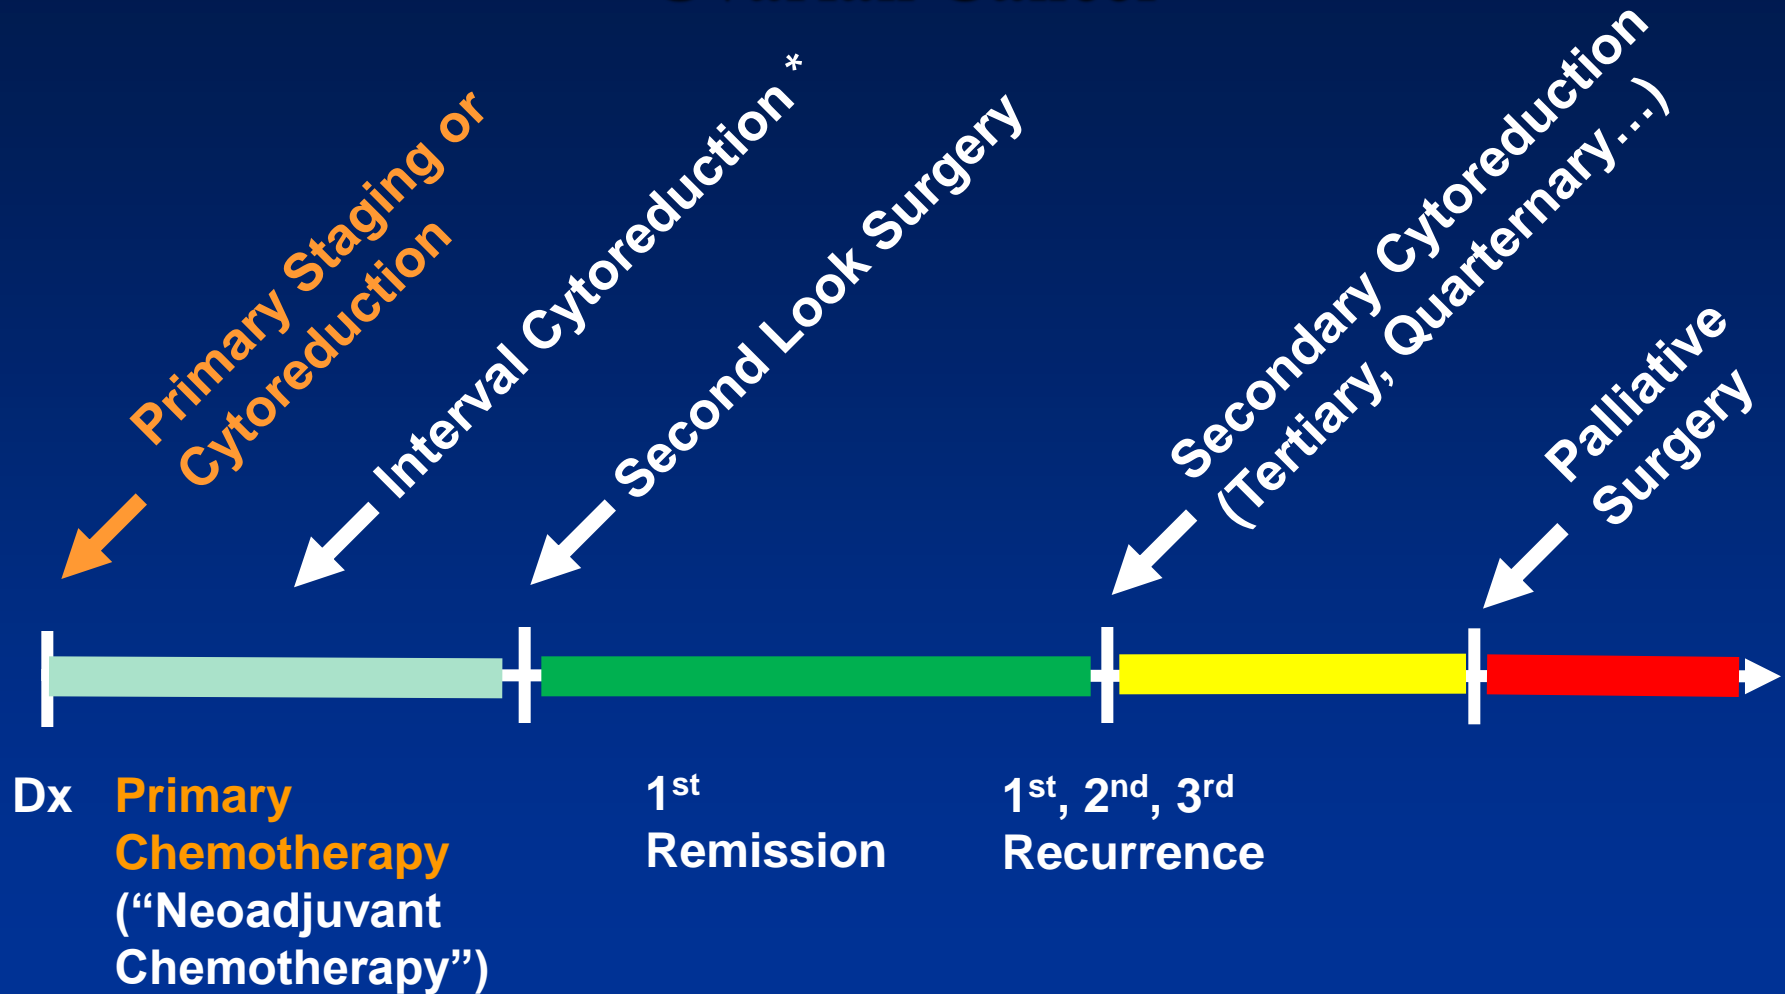 Primary Staging or
Cytoreduction
Interval Cytoreduction *
Second Look Surgery
Secondary Cytoreduction
(Tertiary, Quarternary…)
Palliative
Surgery
Dx
Primary
Chemotherapy
(“Neoadjuvant
Chemotherapy”)
1st
Remission
1st, 2nd, 3rd
Recurrence